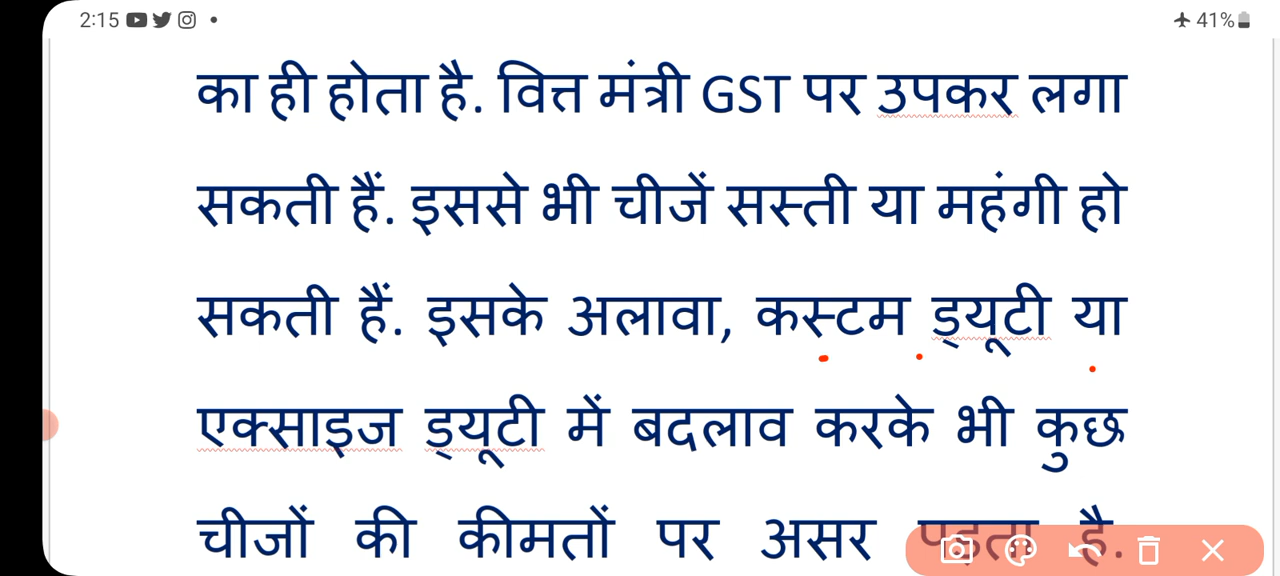 2:15
41%
का ही होता है. वित्त मंत्री GST पर उपकर लगा
सकती हैं. इससे भी चीजें सस्ती या महंगी हो
सकती हैं. इसके अलावा, कस्टम ड्यूटी या
एक्साइज ड्यूटी में बदलाव करके भी कुछ
चीजों की कीमतों पर असर पड़ता है.